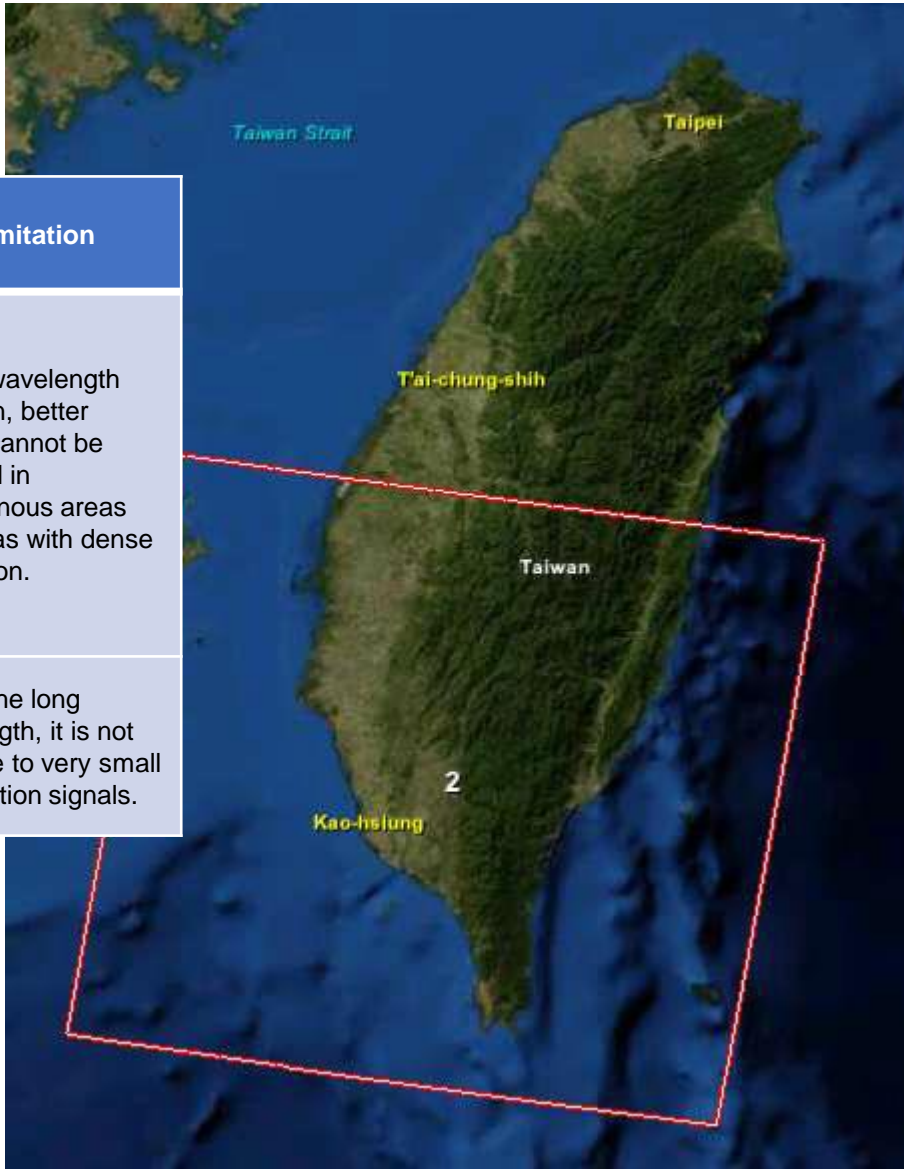 Taiwan Strait
Taipei
mitation
wavelength
n, better
cannot be
d in
nous areas
as with dense
on.
T'ai-chung-shih
Taiwan
he long
gth, it is not
e to very small
tion signals.
2
Kao-hsiung